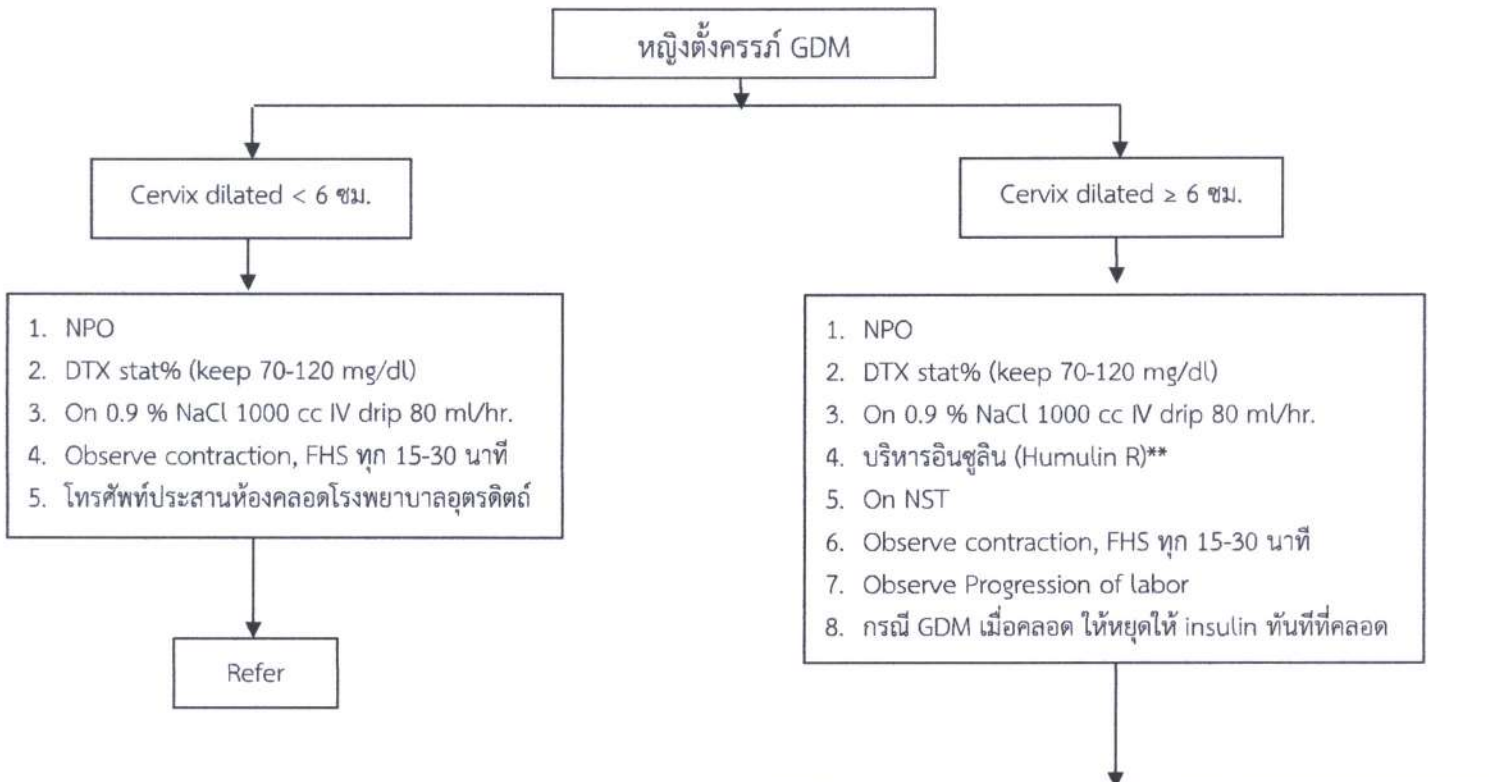 หญิงตั้งครรภ์ GDM
Cervix dilated < 6 ซม.
1. NPO
2. DTX stat% (keep 70-120 mg/dl)
3. On 0.9 % NaCl 1000 cc IV drip 80 ml/hr.
4. Observe contraction, FHS ทุก 15-30 นาที
5. โทรศัพท์ประสานห้องคลอดโรงพยาบาลอุตรดิตถ์
Refer
Cervix dilated ≥ 6 ซม.
1. NPO
2. DTX stat% (keep 70-120 mg/dl)
3. On 0.9 % NaCl 1000 cc IV drip 80 ml/hr.
4. บริหารอินซูลิน (Humulin R)**
5. On NST
6. Observe contraction, FHS ทุก 15-30 นาที
7. Observe Progression of labor
8. กรณี GDM เมื่อคลอด ให้หยุดให้ insulin ทันทีที่คลอด